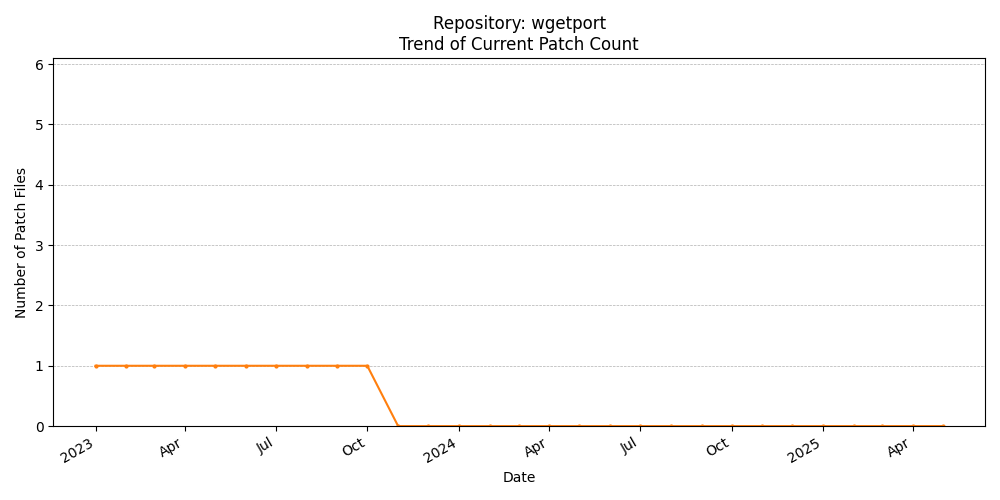 Repository: wgetport
Trend of Current Patch Count
Number of Patch Files
6
5
4
3
2
1
0
2023
Apr
Jul
Oct
2024
Apr
Jul
Oct
2025
Apr
Date